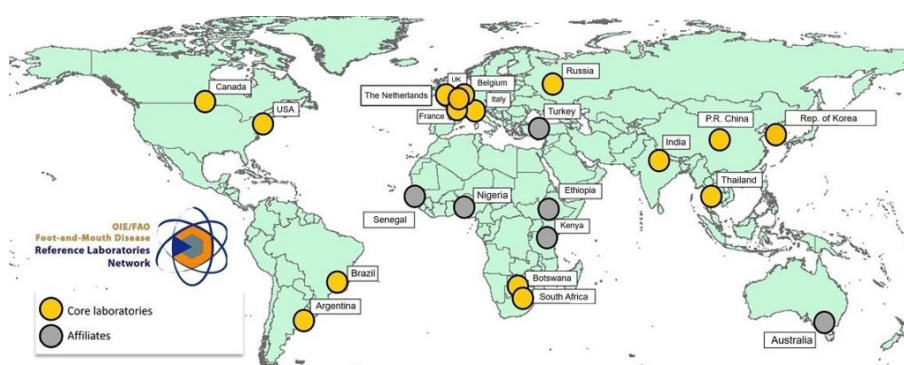 Canada
USA
UK
Belgium
The Netherlands
Italy
France
Russia
Turkey
P.R. China
Rep. of Korea
India
Thailand
Senegal
Nigeria
Ethiopia
Kenya
OIE/FAO
Foot-and-Mouth Disease
Reference Laboratories
Network
Brazil
Argentina
Botswana
South Africa
Australia
Core laboratories
Affiliates